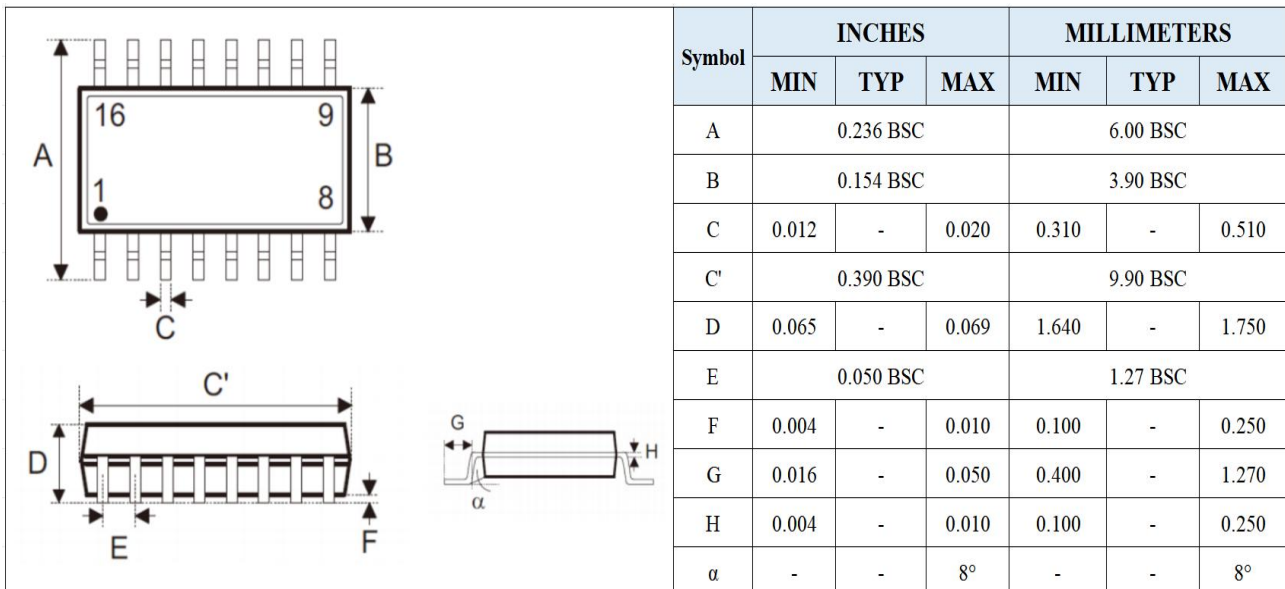 16 9
A B
1 8
C
C'
D
E F
G H
α
Symbol INCHES MILLIMETERS
MIN TYP MAX MIN TYP MAX
A 0.236 BSC 6.00 BSC
B 0.154 BSC 3.90 BSC
C 0.012 - 0.020 0.310 - 0.510
C' 0.390 BSC 9.90 BSC
D 0.065 - 0.069 1.640 - 1.750
E 0.050 BSC 1.27 BSC
F 0.004 - 0.010 0.100 - 0.250
G 0.016 - 0.050 0.400 - 1.270
H 0.004 - 0.010 0.100 - 0.250
α - - 8° - - 8°